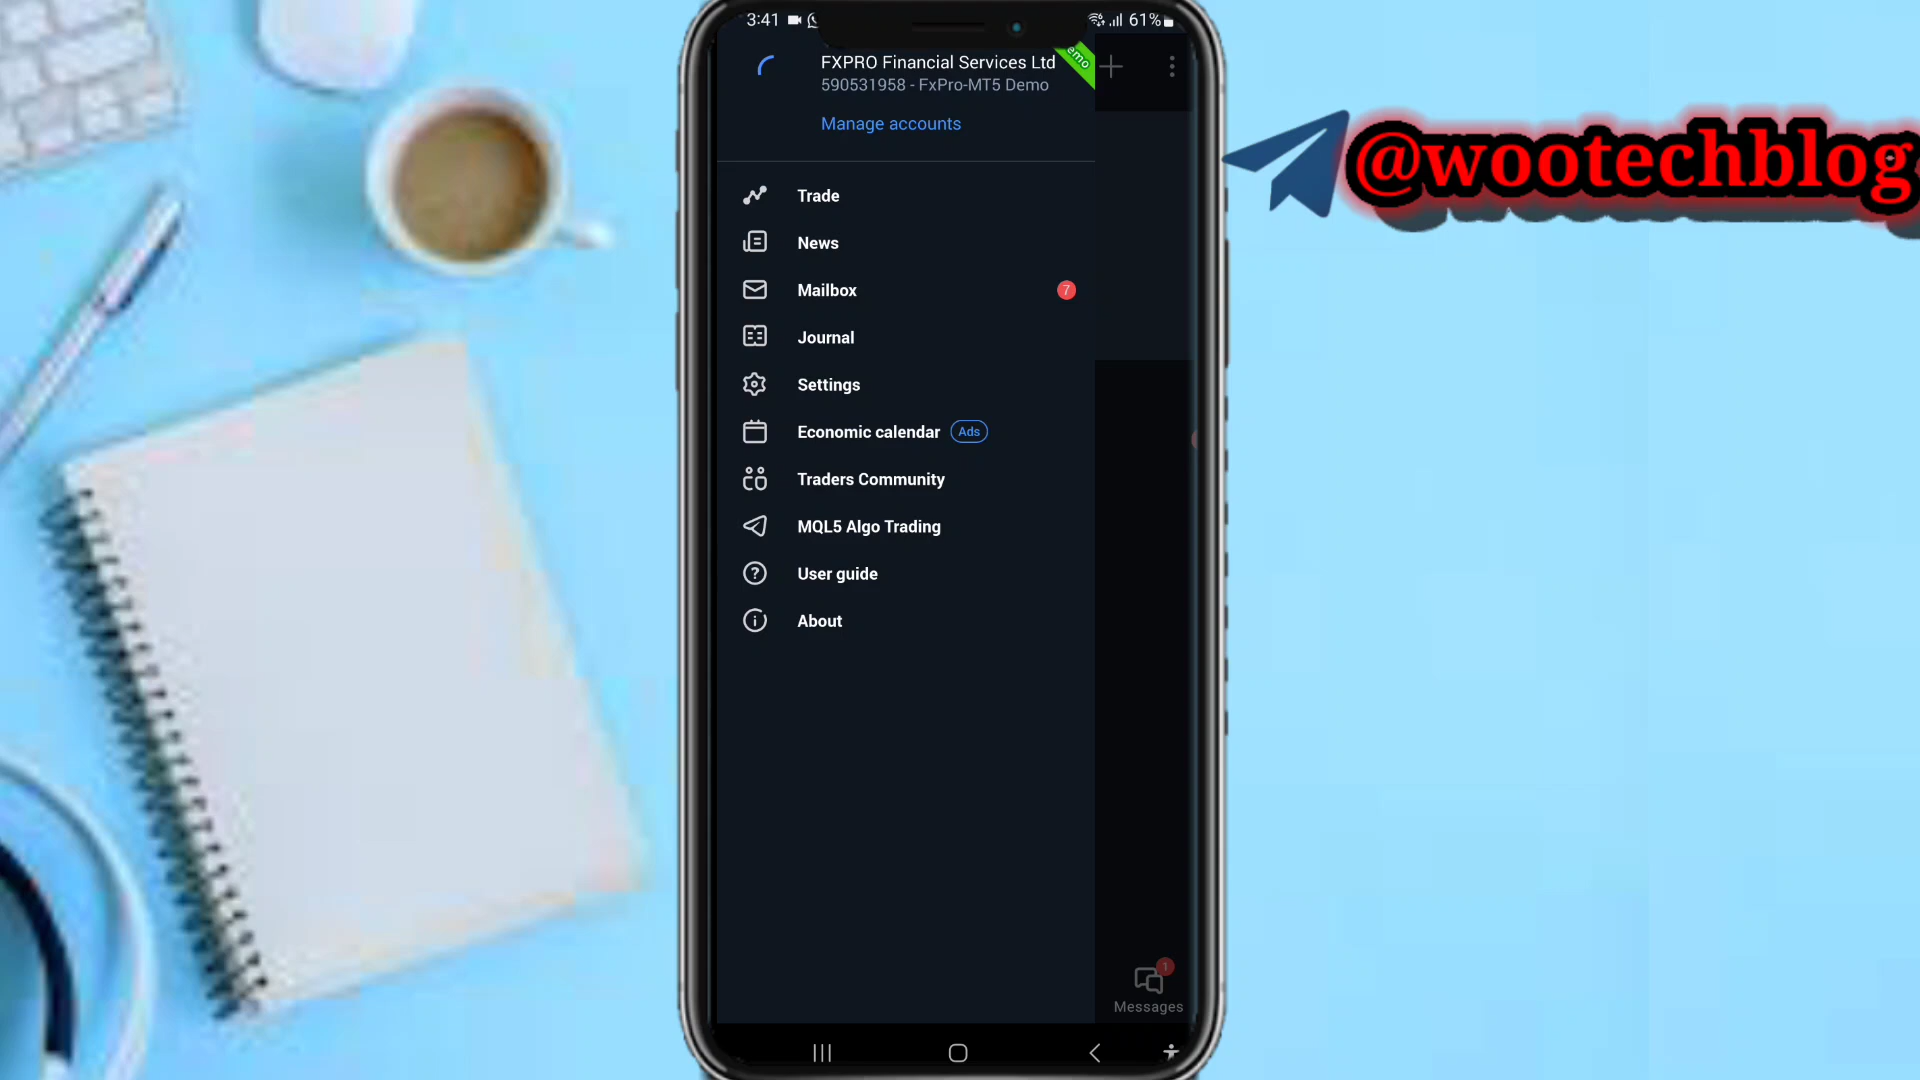 3:41
61%
FXPRO Financial Services Ltd
590531958 - FxPro-MT5 Demo
Manage accounts
Trade
News
Mailbox
7
Journal
Settings
Economic calendar
Ads
Traders Community
MQL5 Algo Trading
User guide
About
1
Messages
@wootechblog